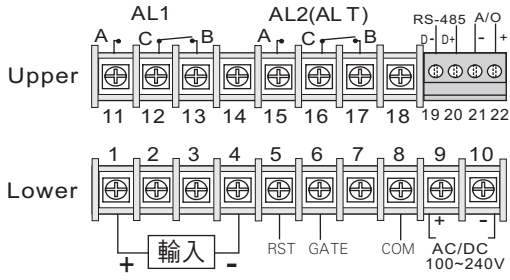 AL1 AL2(AL T) RS-485 A/O
A C B A C B D- D+ - +
Upper
11 12 13 14 15 16 17 18 19 20 21 22
1 2 3 4 5 6 7 8 9 10
Lower
+ 輸入 - RST GATE COM + -
AC/DC
100~240V